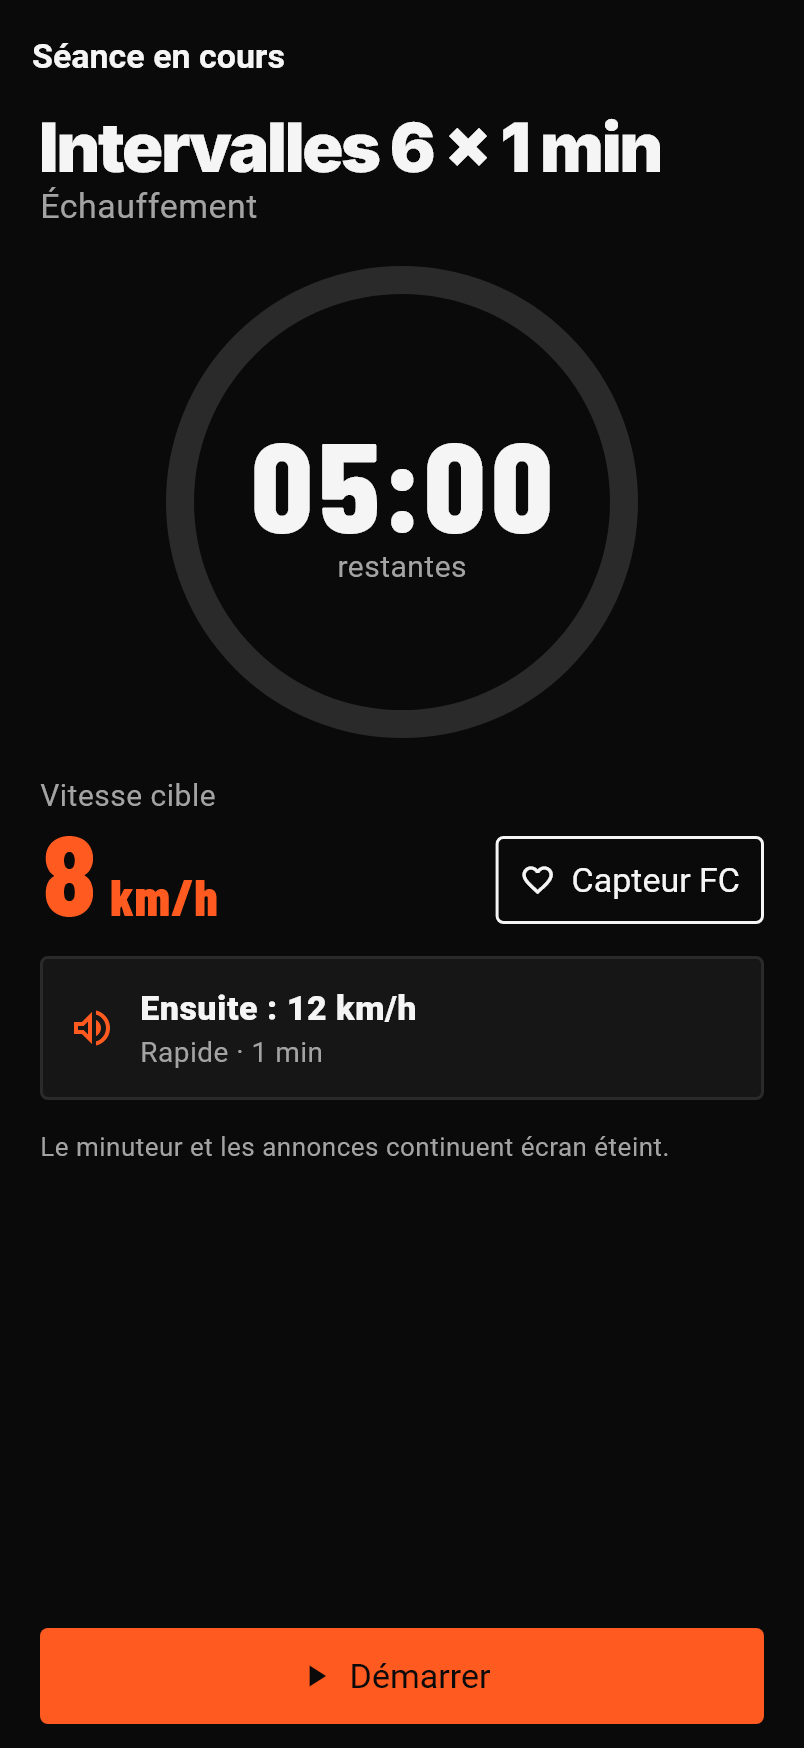 Séance en cours
Intervalles 6 × 1 min
Échauffement
05:00
restantes
Vitesse cible
8 km/h
Capteur FC
Ensuite : 12 km/h
Rapide · 1 min
Le minuteur et les annonces continuent écran éteint.
Démarrer